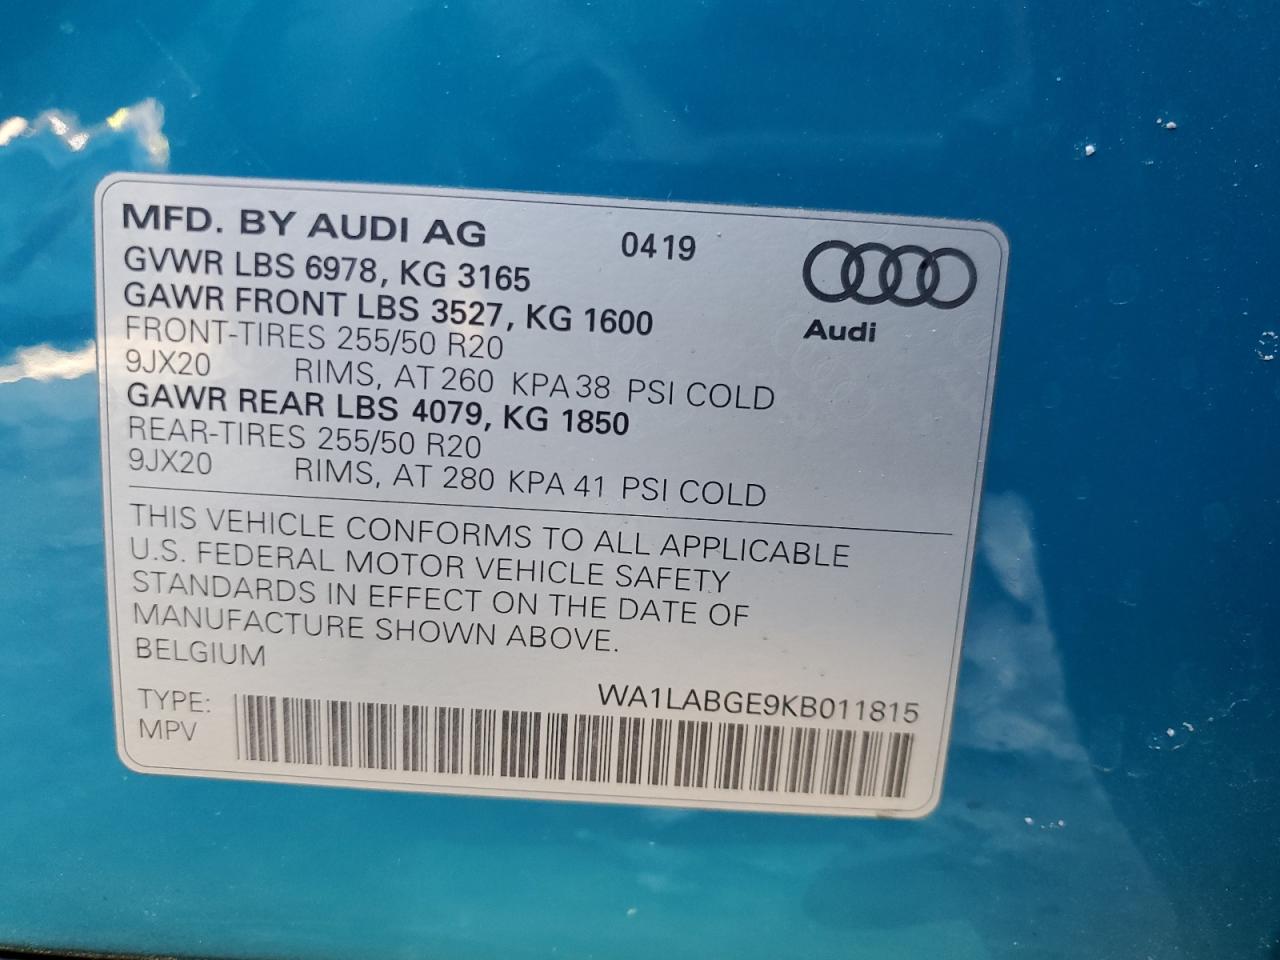 MFD. BY AUDI AG 0419
GVWR LBS 6978, KG 3165
GAWR FRONT LBS 3527, KG 1600
Audi
FRONT-TIRES 255/50 R20
9JX20 RIMS, AT 260 KPA 38 PSI COLD
GAWR REAR LBS 4079, KG 1850
REAR-TIRES 255/50 R20
9JX20 RIMS, AT 280 KPA 41 PSI COLD
THIS VEHICLE CONFORMS TO ALL APPLICABLE
U.S. FEDERAL MOTOR VEHICLE SAFETY
STANDARDS IN EFFECT ON THE DATE OF
MANUFACTURE SHOWN ABOVE.
BELGIUM
WA1LABGE9KB011815
TYPE:
MPV